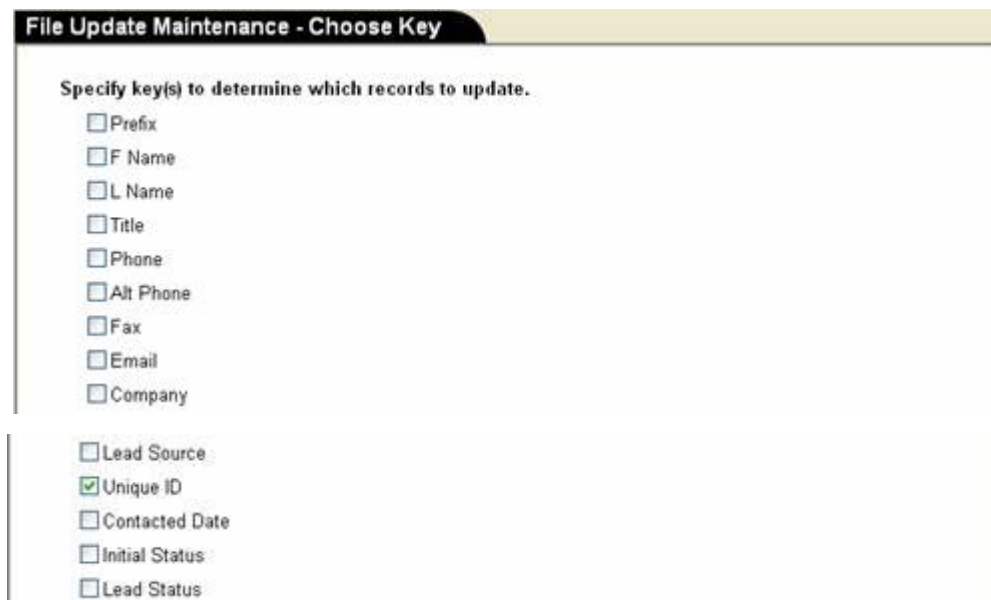 File Update Maintenance - Choose Key
Specify key(s) to determine which records to update.
Prefix
F Name
L Name
Title
Phone
Alt Phone
Fax
Email
Company
Lead Source
Unique ID
Contacted Date
Initial Status
Lead Status